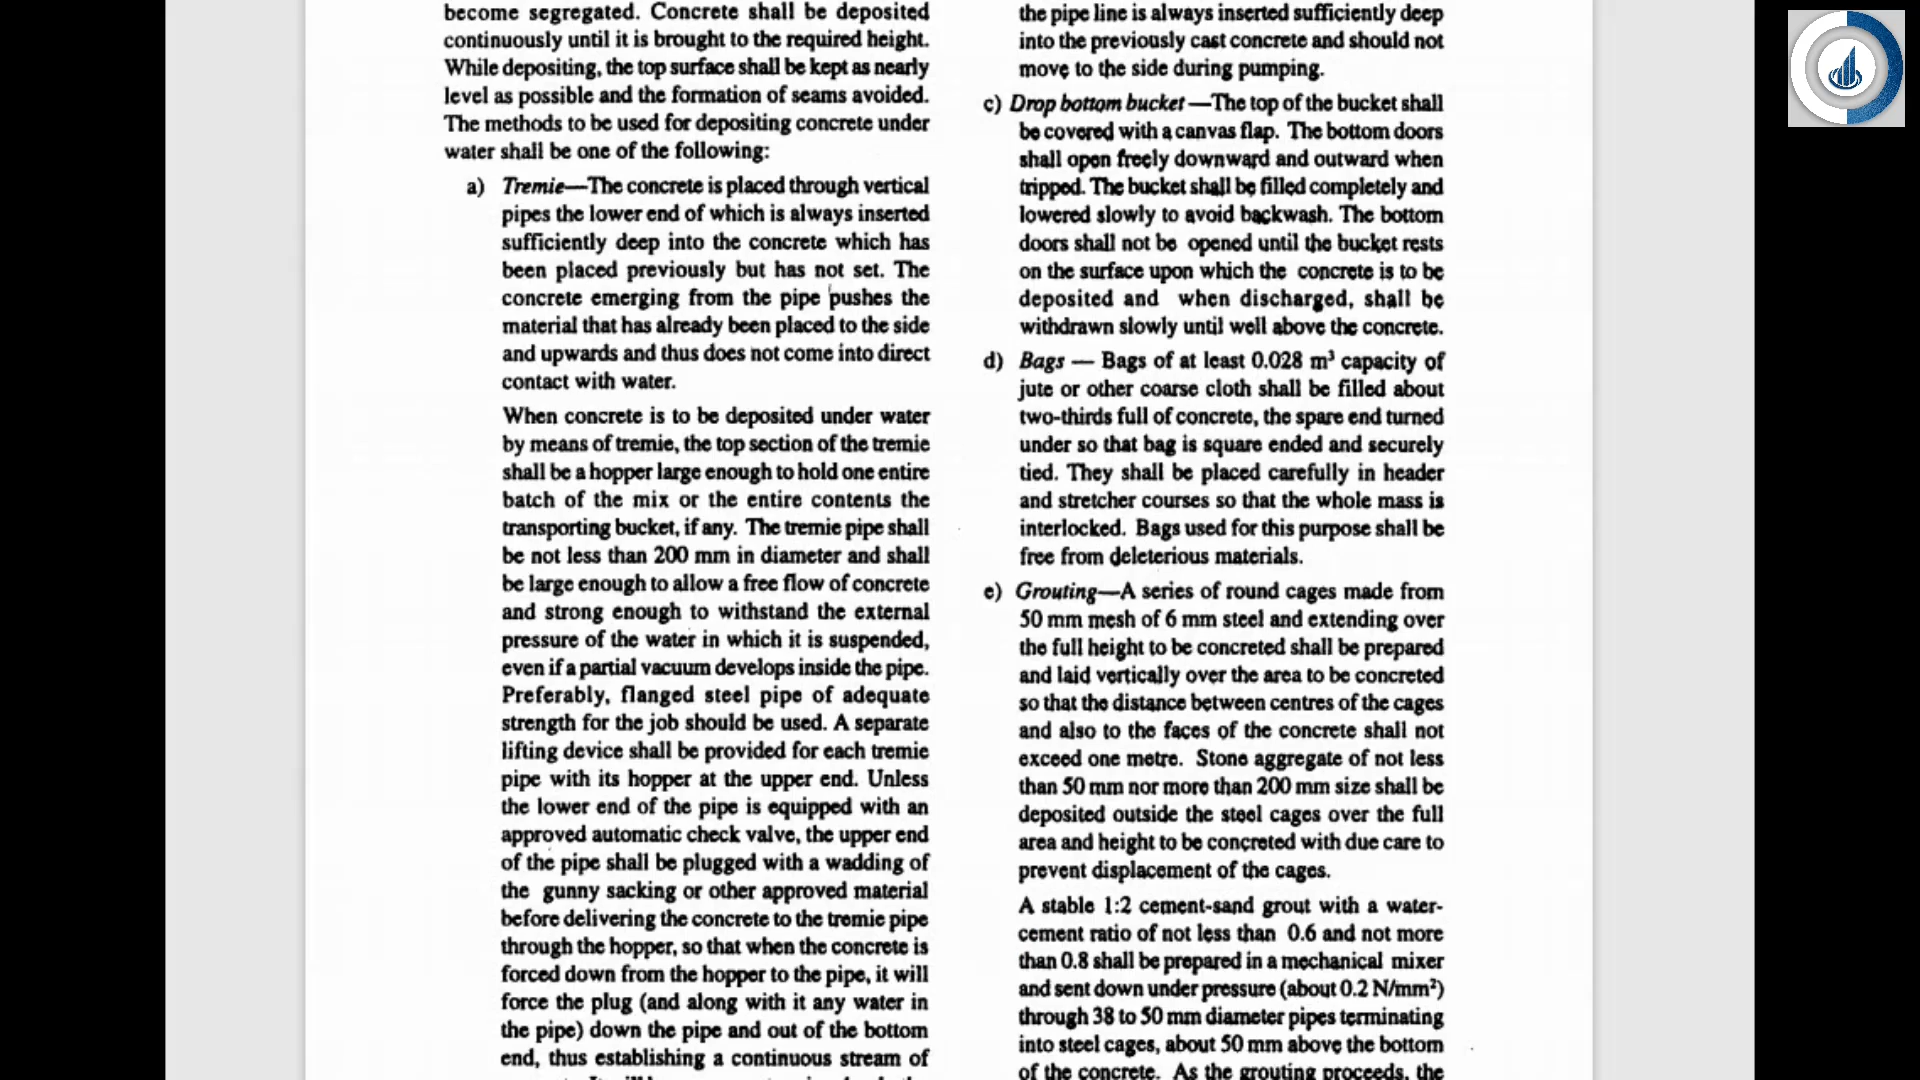 become segregated. Concrete shall be deposited
continuously until it is brought to the required height.
While depositing, the top surface shall be kept as nearly
level as possible and the formation of seams avoided.
The methods to be used for depositing concrete under
water shall be one of the following:
a) Tremie—The concrete is placed through vertical
pipes the lower end of which is always inserted
sufficiently deep into the concrete which has
been placed previously but has not set. The
concrete emerging from the pipe pushes the
material that has already been placed to the side
and upwards and thus does not come into direct
contact with water.
When concrete is to be deposited under water
by means of tremie, the top section of the tremie
shall be a hopper large enough to hold one entire
batch of the mix or the entire contents the
transporting bucket, if any. The tremie pipe shall
be not less than 200 mm in diameter and shall
be large enough to allow a free flow of concrete
and strong enough to withstand the external
pressure of the water in which it is suspended,
even if a partial vacuum develops inside the pipe.
Preferably, flanged steel pipe of adequate
strength for the job should be used. A separate
lifting device shall be provided for each tremie
pipe with its hopper at the upper end. Unless
the lower end of the pipe is equipped with an
approved automatic check valve, the upper end
of the pipe shall be plugged with a wadding of
the gunny sacking or other approved material
before delivering the concrete to the tremie pipe
through the hopper, so that when the concrete is
forced down from the hopper to the pipe, it will
force the plug (and along with it any water in
the pipe) down the pipe and out of the bottom
end, thus establishing a continuous stream of
the pipe line is always inserted sufficiently deep
into the previously cast concrete and should not
move to the side during pumping.
c) Drop bottom bucket—The top of the bucket shall
be covered with a canvas flap. The bottom doors
shall open freely downward and outward when
tripped. The bucket shall be filled completely and
lowered slowly to avoid backwash. The bottom
doors shall not be opened until the bucket rests
on the surface upon which the concrete is to be
deposited and when discharged, shall be
withdrawn slowly until well above the concrete.
d) Bags — Bags of at least 0.028 m³ capacity of
jute or other coarse cloth shall be filled about
two-thirds full of concrete, the spare end turned
under so that bag is square ended and securely
tied. They shall be placed carefully in header
and stretcher courses so that the whole mass is
interlocked. Bags used for this purpose shall be
free from deleterious materials.
e) Grouting—A series of round cages made from
50 mm mesh of 6 mm steel and extending over
the full height to be concreted shall be prepared
and laid vertically over the area to be concreted
so that the distance between centres of the cages
and also to the faces of the concrete shall not
exceed one metre. Stone aggregate of not less
than 50 mm nor more than 200 mm size shall be
deposited outside the steel cages over the full
area and height to be concreted with due care to
prevent displacement of the cages.
A stable 1:2 cement-sand grout with a water-
cement ratio of not less than 0.6 and not more
than 0.8 shall be prepared in a mechanical mixer
and sent down under pressure (about 0.2 N/mm²)
through 38 to 50 mm diameter pipes terminating
into steel cages, about 50 mm above the bottom
of the concrete. As the grouting proceeds, the